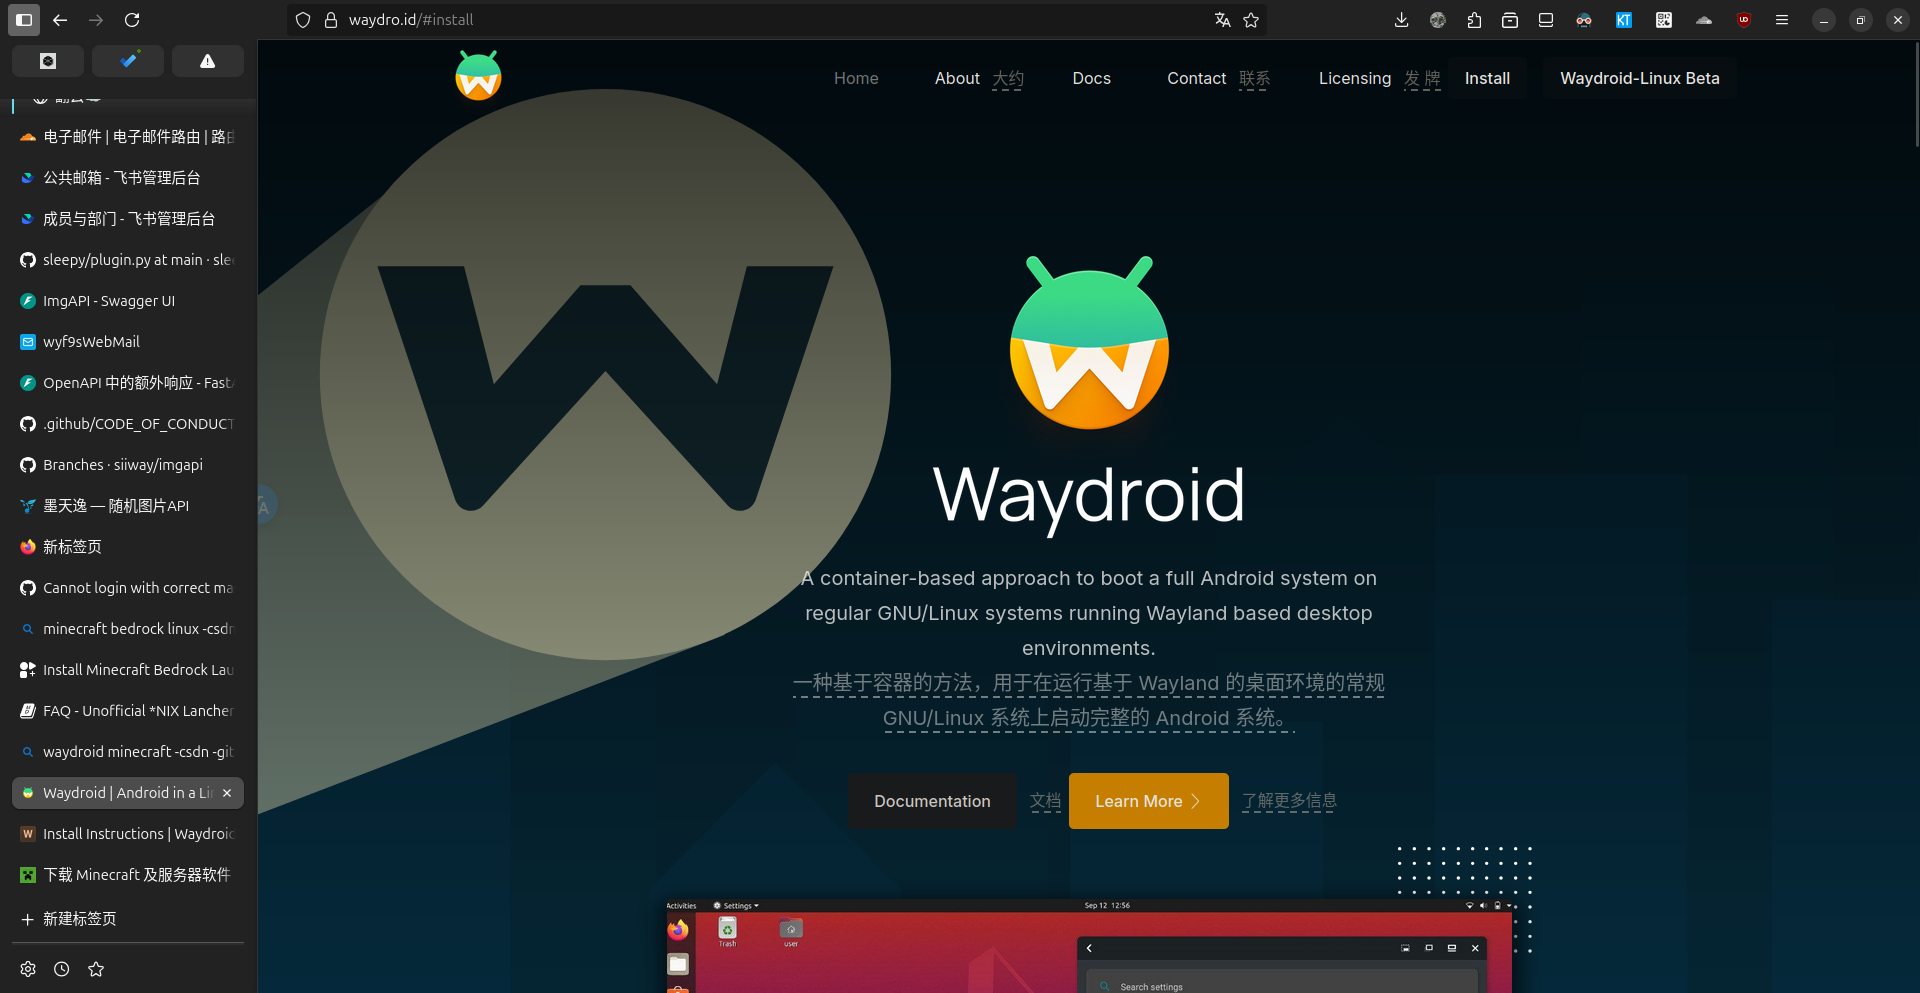 waydro.id/#install
电子邮件 | 电子邮件路由 | 路由
公共邮箱 - 飞书管理后台
成员与部门 - 飞书管理后台
sleepy/plugin.py at main · slee
ImgAPI - Swagger UI
wyf9sWebMail
OpenAPI 中的额外响应 - FastA
.github/CODE_OF_CONDUCT
Branches · siiway/imgapi
墨天逸 — 随机图片API
新标签页
Cannot login with correct ma
minecraft bedrock linux -csdn
Install Minecraft Bedrock Lau
FAQ - Unofficial *NIX Lancher
waydroid minecraft -csdn -git
Waydroid | Android in a Lin
Install Instructions | Waydroid
下载 Minecraft 及服务器软件
新建标签页
Home About 大约 Docs Contact 联系 Licensing 发 牌 Install Waydroid-Linux Beta
Waydroid
A container-based approach to boot a full Android system on
regular GNU/Linux systems running Wayland based desktop
environments.
一种基于容器的方法，用于在运行基于 Wayland 的桌面环境的常规
GNU/Linux 系统上启动完整的 Android 系统。
Documentation 文档 Learn More 了解更多信息
Activities Settings Sep 12 12:56
Trash user
Search settings